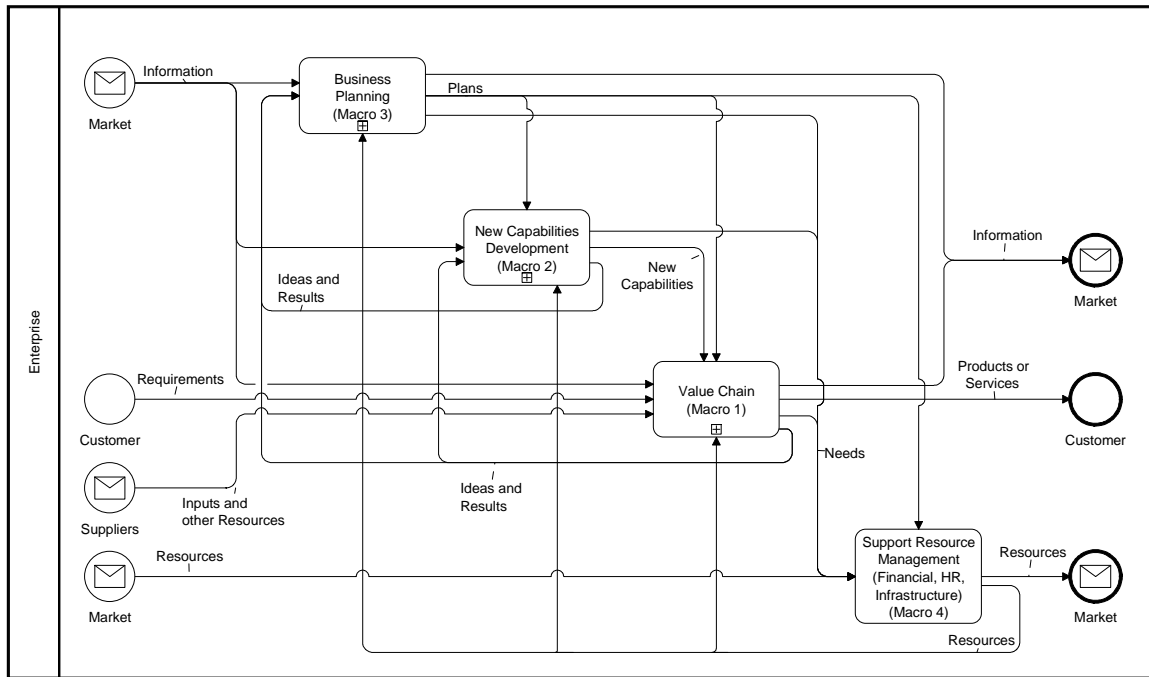 Enterprise
Information
Market
Business
Planning
(Macro 3)
Plans
New Capabilities
Development
(Macro 2)
Ideas and
Results
New
Capabilities
Information
Market
Requirements
Customer
Value Chain
(Macro 1)
Products or
Services
Customer
Suppliers
Inputs and
other Resources
Ideas and
Results
Needs
Resources
Market
Support Resource
Management
(Financial, HR,
Infrastructure)
(Macro 4)
Resources
Market
Resources